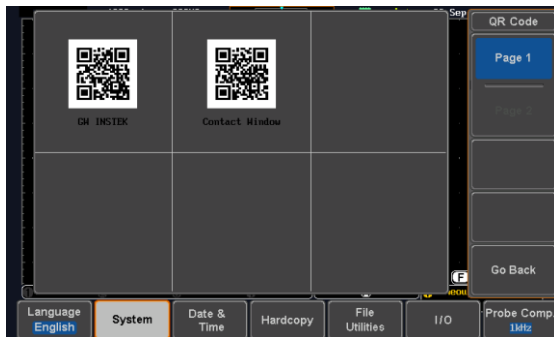 Sep
QR Code
Page 1
Page 2
GW INSTEK
Contact Window
F
Go Back
Language
English
System
Date &
Time
Hardcopy
File
Utilities
I/O
Probe Comp.
1kHz